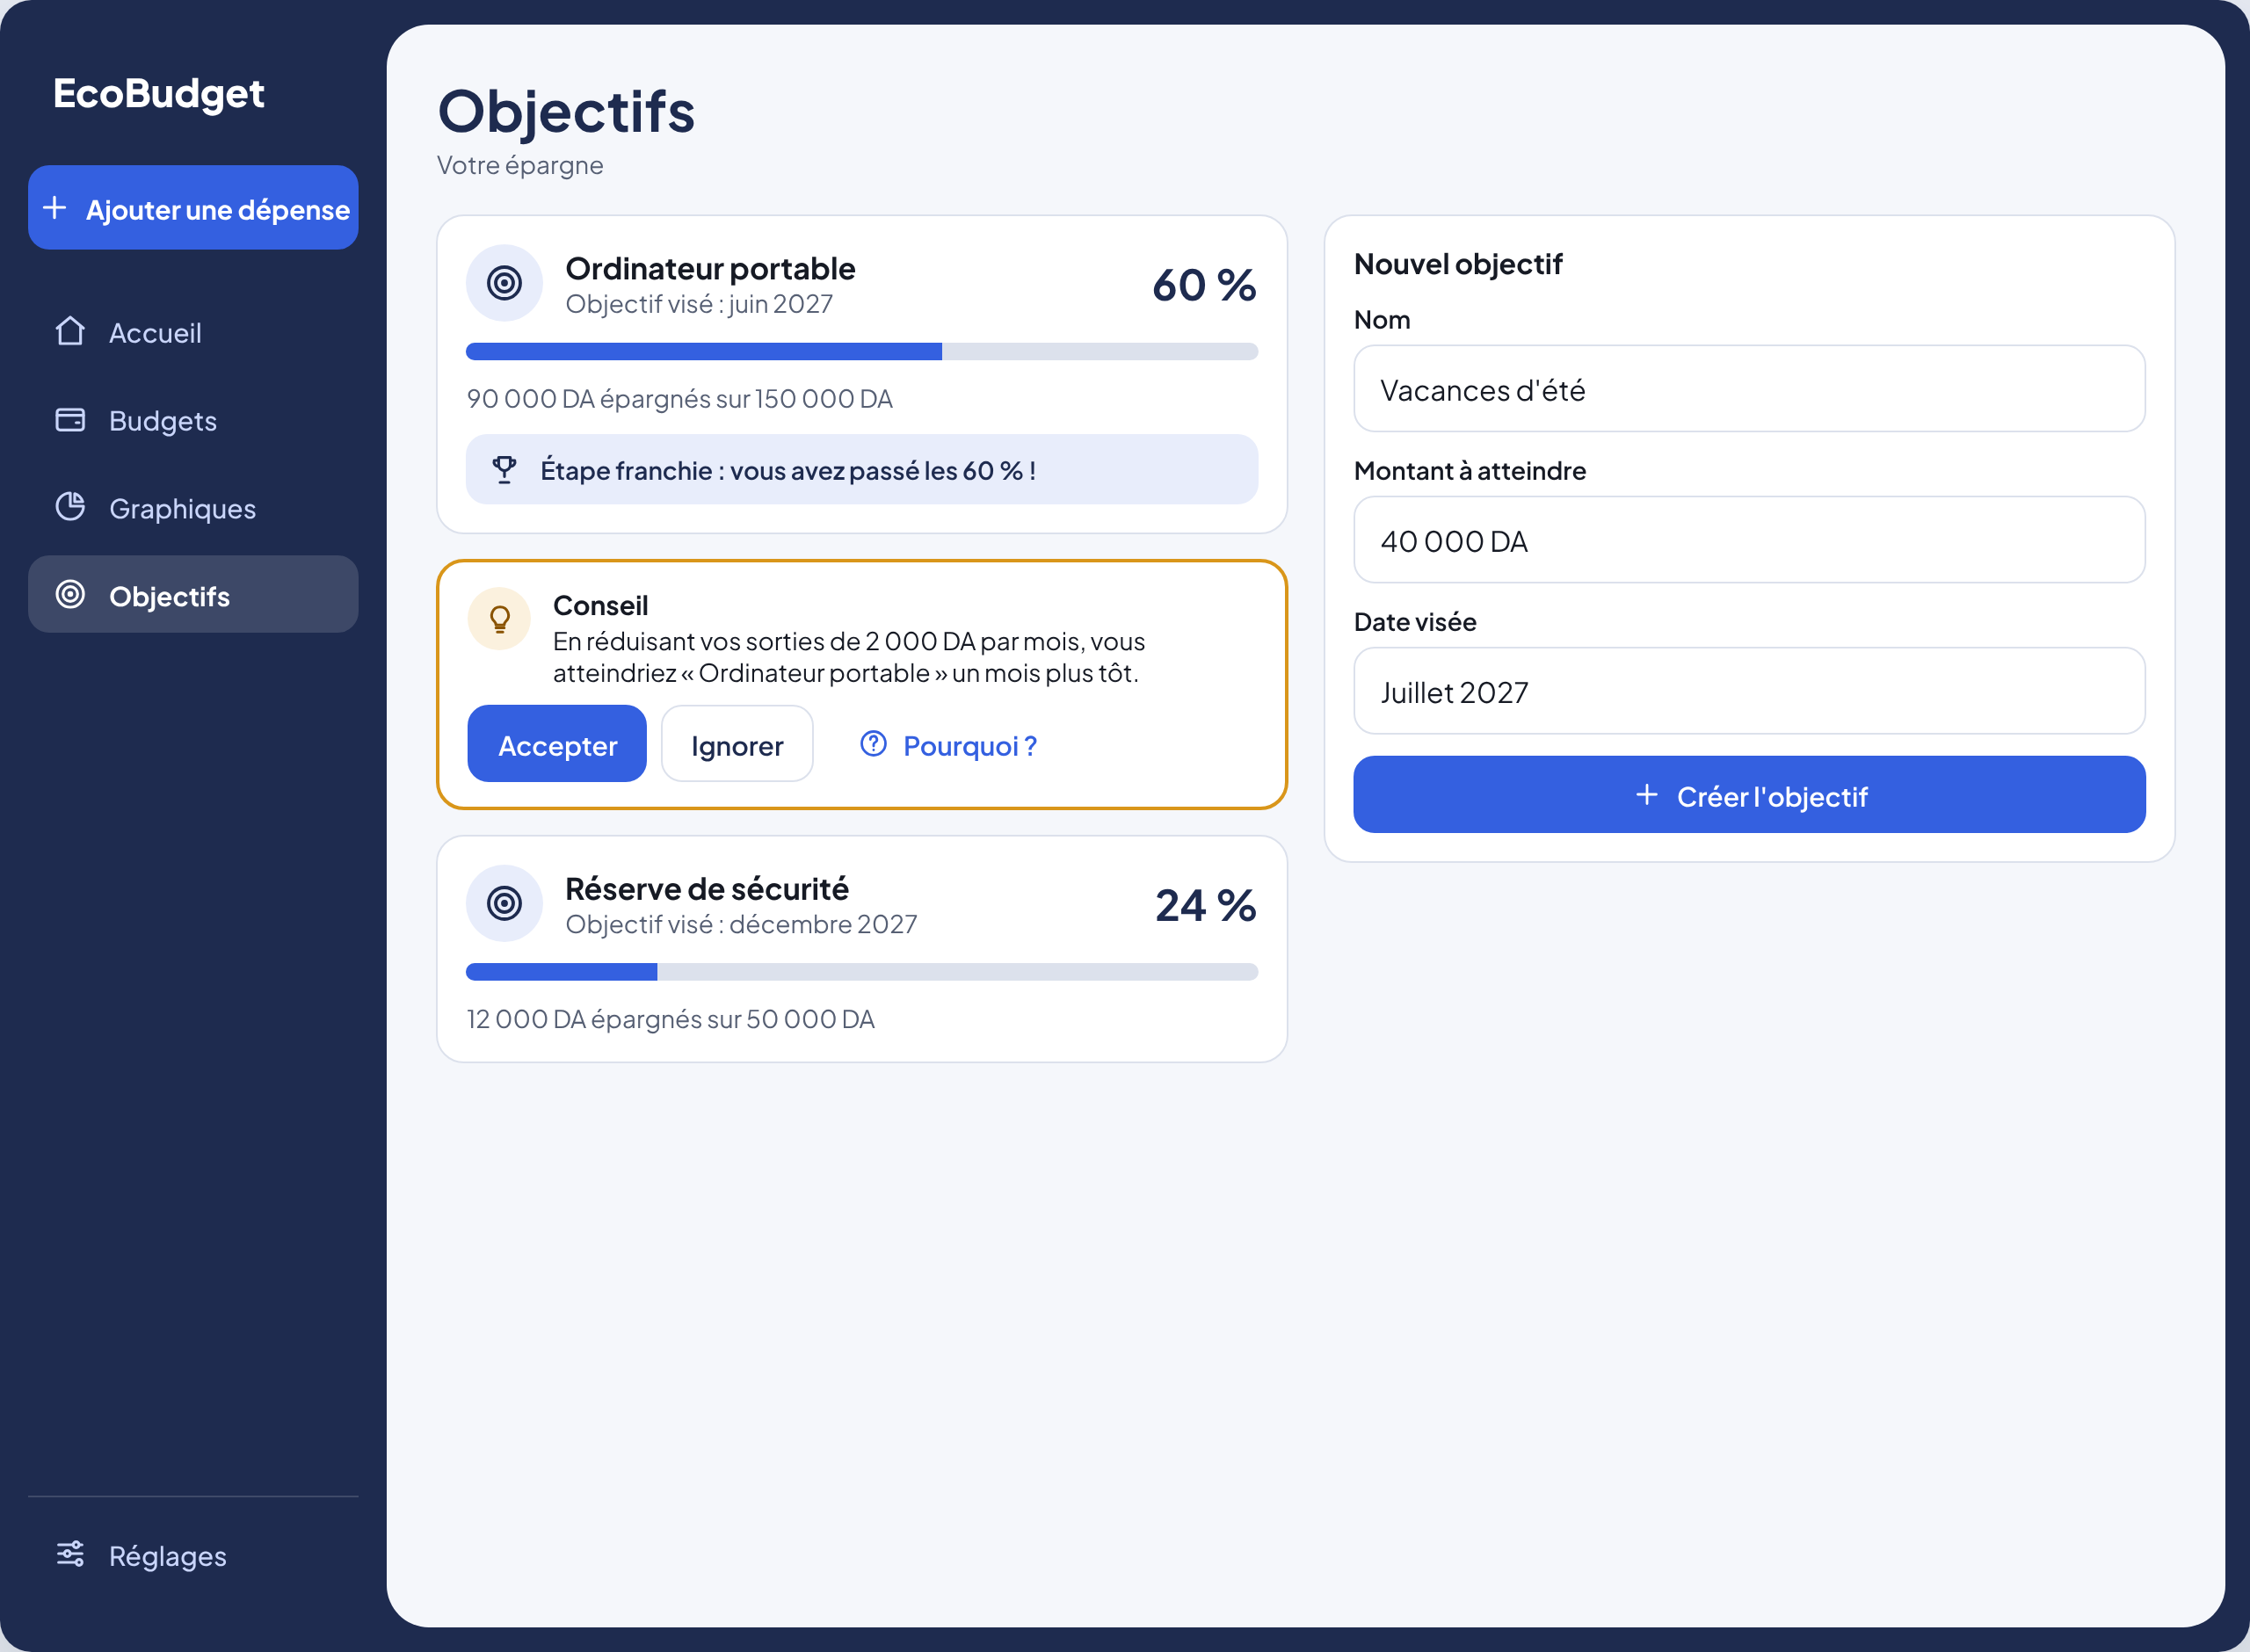 EcoBudget
Ajouter une dépense
Accueil
Budgets
Graphiques
Objectifs
Réglages
Objectifs
Votre épargne
Ordinateur portable
Objectif visé : juin 2027
60 %
90 000 DA épargnés sur 150 000 DA
Étape franchie : vous avez passé les 60 % !
Conseil
En réduisant vos sorties de 2 000 DA par mois, vous
atteindriez « Ordinateur portable » un mois plus tôt.
Accepter
Ignorer
Pourquoi ?
Réserve de sécurité
Objectif visé : décembre 2027
24 %
12 000 DA épargnés sur 50 000 DA
Nouvel objectif
Nom
Vacances d'été
Montant à atteindre
40 000 DA
Date visée
Juillet 2027
Créer l'objectif